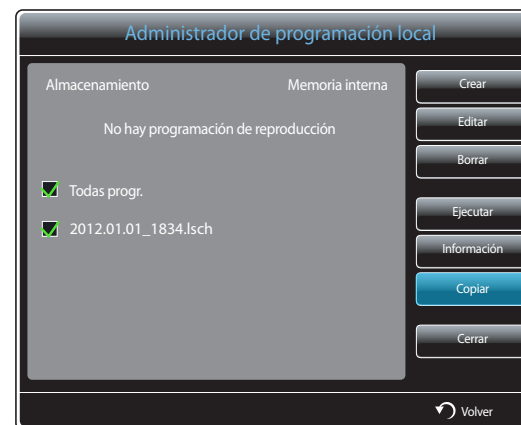 Administrador de programación local
Almacenamiento Memoria interna
No hay programación de reproducción
Todas progr.
2012.01.01_1834.lsch
Crear
Editar
Borrar
Ejecutar
Información
Copiar
Cerrar
Volver